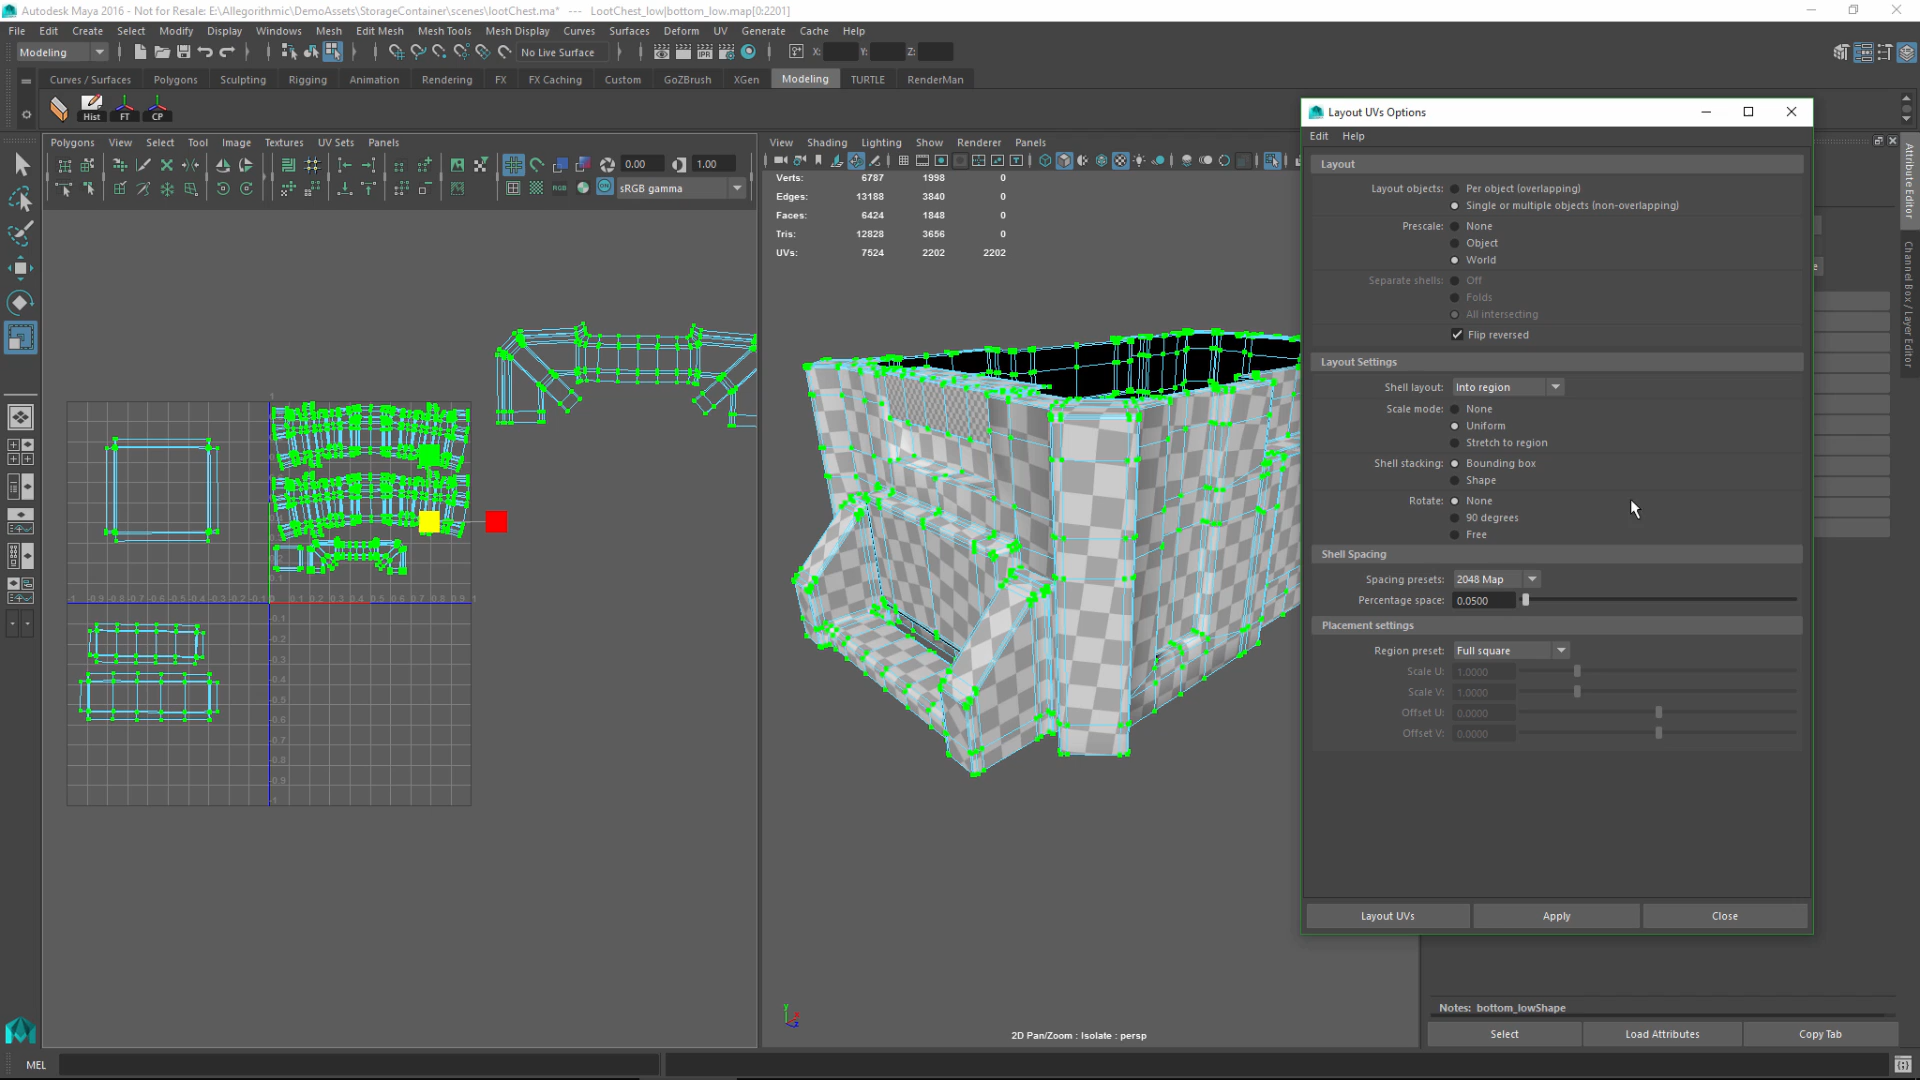 Autodesk Maya 2016 - Not for Resale: E:\Allegorithmic\DemoAssets\StorageContainer\scenes\lootChest.ma* --- LootChest_low|bottom_low.map[0:2201]
File Edit Create Select Modify Display Windows Mesh Edit Mesh Mesh Tools Mesh Display Curves Surfaces Deform UV Generate Cache Help
Modeling No Live Surface X: Y: Z:
Curves / Surfaces Polygons Sculpting Rigging Animation Rendering FX FX Caching Custom GoZBrush XGen Modeling TURTLE RenderMan
Hist FT CP
Polygons View Select Tool Image Textures UV Sets Panels
0.00 1.00
sRGB gamma
View Shading Lighting Show Renderer Panels
Verts: 6787 1998 0
Edges: 13188 3840 0
Faces: 6424 1848 0
Tris: 12828 3656 0
UVs: 7524 2202 2202
2D Pan/Zoom : Isolate : persp
Layout UVs Options
Edit Help
Layout
Layout objects: Per object (overlapping)
Single or multiple objects (non-overlapping)
Prescale: None
Object
World
Separate shells: Off
Folds
All intersecting
Flip reversed
Layout Settings
Shell layout: Into region
Scale mode: None
Uniform
Stretch to region
Shell stacking: Bounding box
Shape
Rotate: None
90 degrees
Free
Shell Spacing
Spacing presets: 2048 Map
Percentage space: 0.0500
Placement settings
Region preset: Full square
Scale U: 1.0000
Scale V: 1.0000
Offset U: 0.0000
Offset V: 0.0000
Layout UVs Apply Close
Attribute Editor
Channel Box / Layer Editor
Notes: bottom_lowShape
Select Load Attributes Copy Tab
MEL